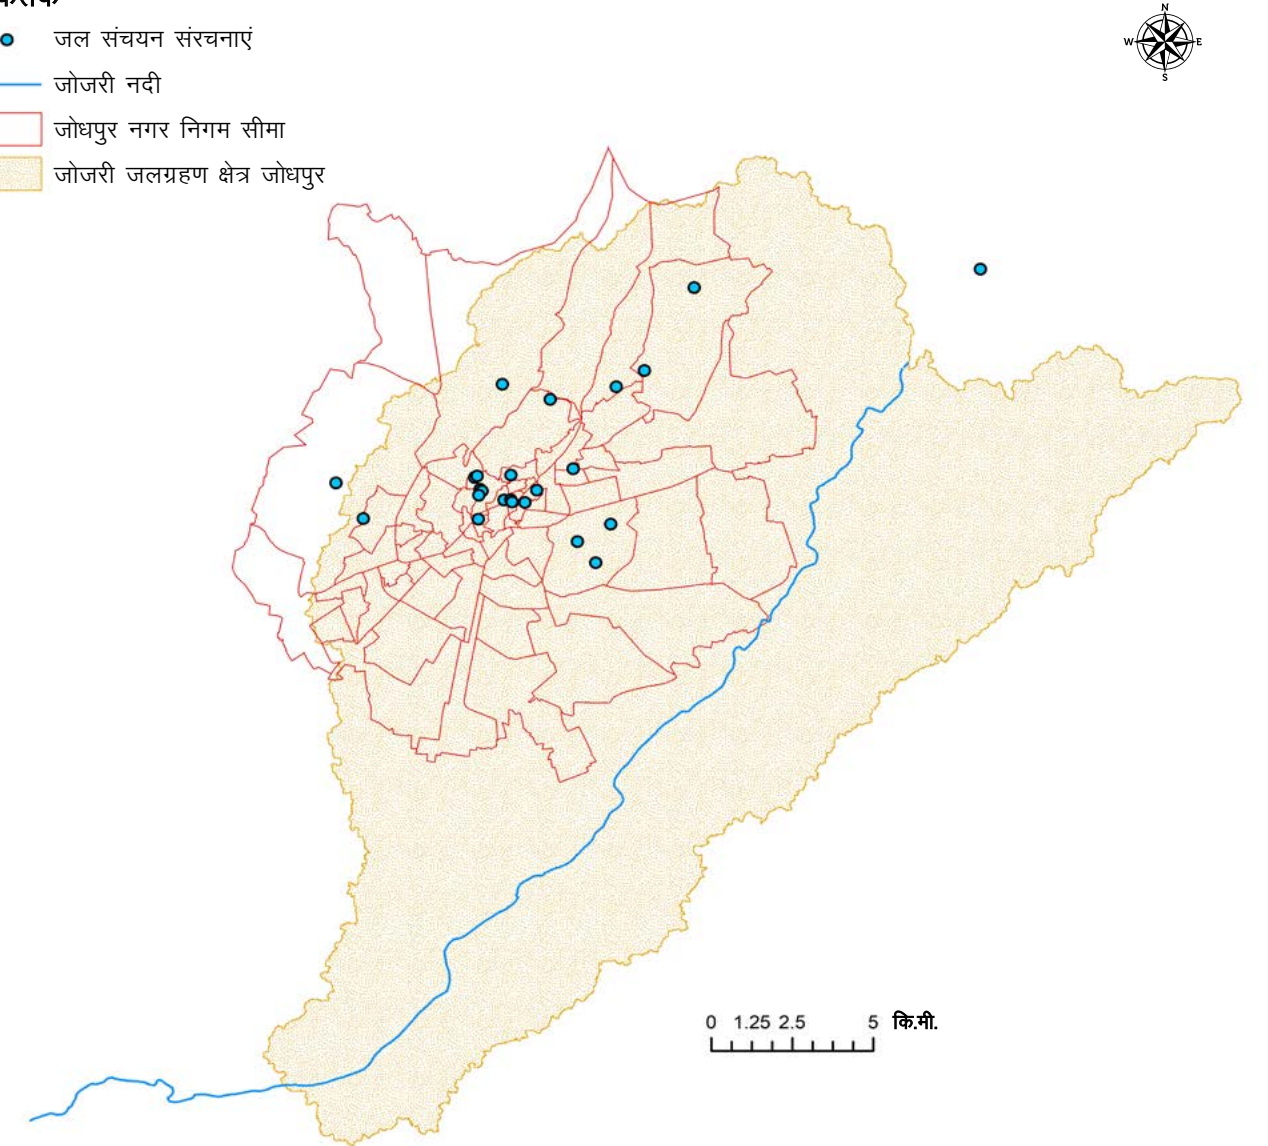 जल संचयन संरचनाएं
जोजरी नदी
जोधपुर नगर निगम सीमा
जोजरी जलग्रहण क्षेत्र जोधपुर
N
W E
S
0 1.25 2.5 5 कि.मी.